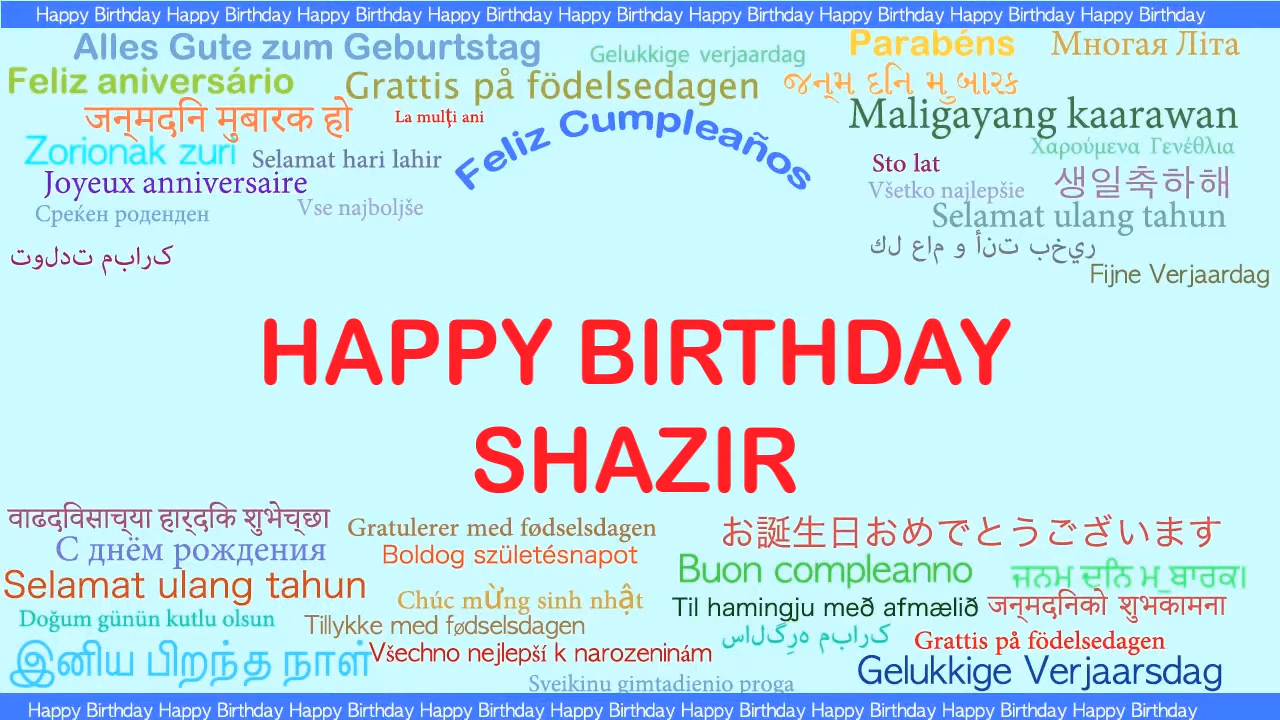 Happy Birthday Happy Birthday Happy Birthday Happy Birthday Happy Birthday Happy Birthday Happy Birthday Happy Birthday Happy Birthday
Alles Gute zum Geburtstag
Gelukkige verjaardag
Parabéns
Многая Літа
Feliz aniversário
Grattis på födelsedagen
જન્મ દનિ મુબારક
जन्मदनि मुबारक हो
La mulţi ani
Feliz Cumpleaños
Maligayang kaarawan
Zorionak zuri
Selamat hari lahir
Χαρούμενα Γενέθλια
Joyeux anniversaire
Sto lat
Všetko najlepšie
생일축하해
Среќен роденден
Vse najboljše
Selamat ulang tahun
کل عام و أنت بخير
تولدت مبارک
Fijne Verjaardag
HAPPY BIRTHDAY
SHAZIR
वाढदविसाच्या हार्दकि शुभेच्छा
Gratulerer med fødselsdagen
お誕生日おめでとうございます
С днём рождения
Boldog születésnapot
Buon compleanno
ਜਨਮ ਦਨਿ ਮੁਬਾਰਕ।
Selamat ulang tahun
Chúc mừng sinh nhật
Til hamingju með afmælið
जन्मदनिको शुभकामना
Doğum günün kutlu olsun
Tillykke med fødselsdagen
سالگرہ مبارک
Grattis på födelsedagen
இனிய பிறந்த நாள்
Všechno nejlepší k narozeninám
Gelukkige Verjaarsdag
Sveikinu gimtadienio proga
Happy Birthday Happy Birthday Happy Birthday Happy Birthday Happy Birthday Happy Birthday Happy Birthday Happy Birthday Happy Birthday